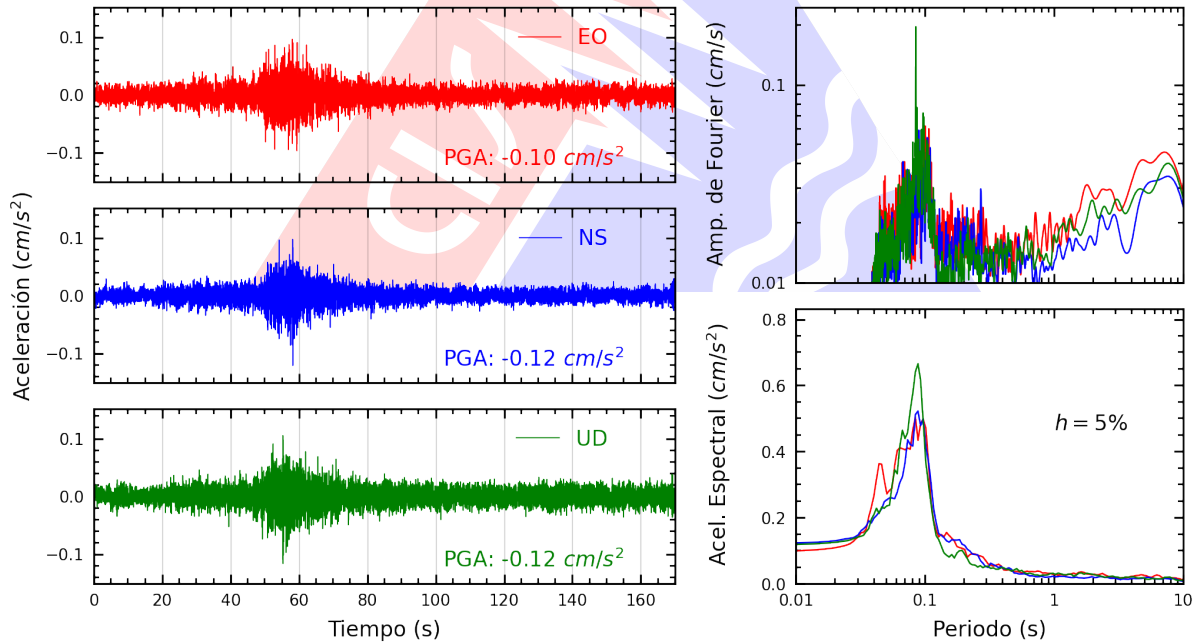 Aceleración (cm/s²)
0.1
0.0
−0.1
EO
PGA: -0.10 cm/s²
0.1
0.0
−0.1
NS
PGA: -0.12 cm/s²
0.1
0.0
−0.1
UD
PGA: -0.12 cm/s²
0 20 40 60 80 100 120 140 160
Tiempo (s)
Amp. de Fourier (cm/s)
0.1
0.01
Acel. Espectral (cm/s²)
0.8
0.6
0.4
0.2
0.0
h = 5%
0.01 0.1 1 10
Periodo (s)